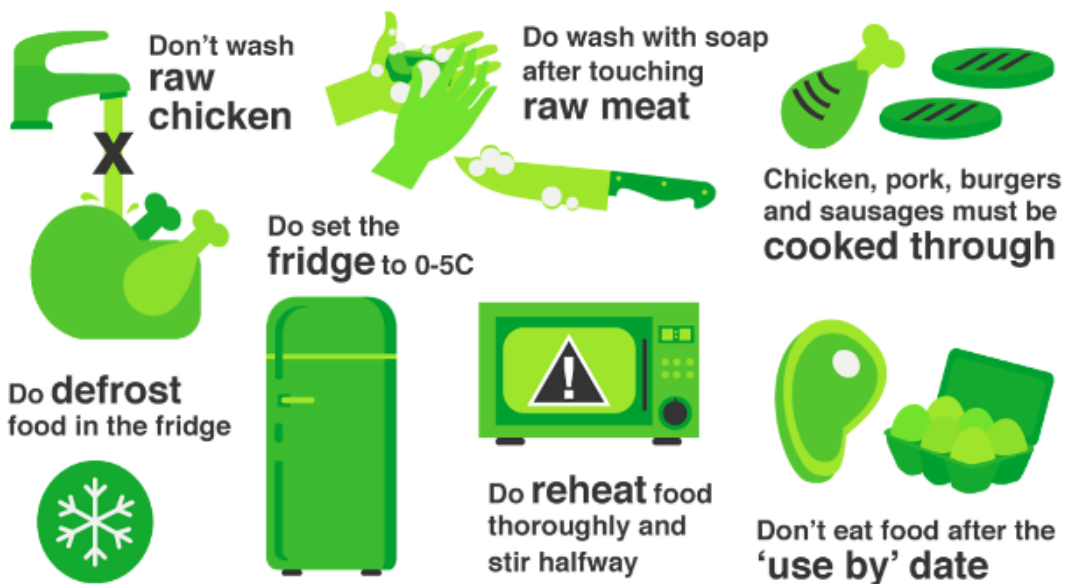 Don't wash
raw
chicken
X
Do wash with soap
after touching
raw meat
Chicken, pork, burgers
and sausages must be
cooked through
Do set the
fridge to 0-5C
Do defrost
food in the fridge
!
Do reheat food
thoroughly and
stir halfway
Don't eat food after the
'use by' date